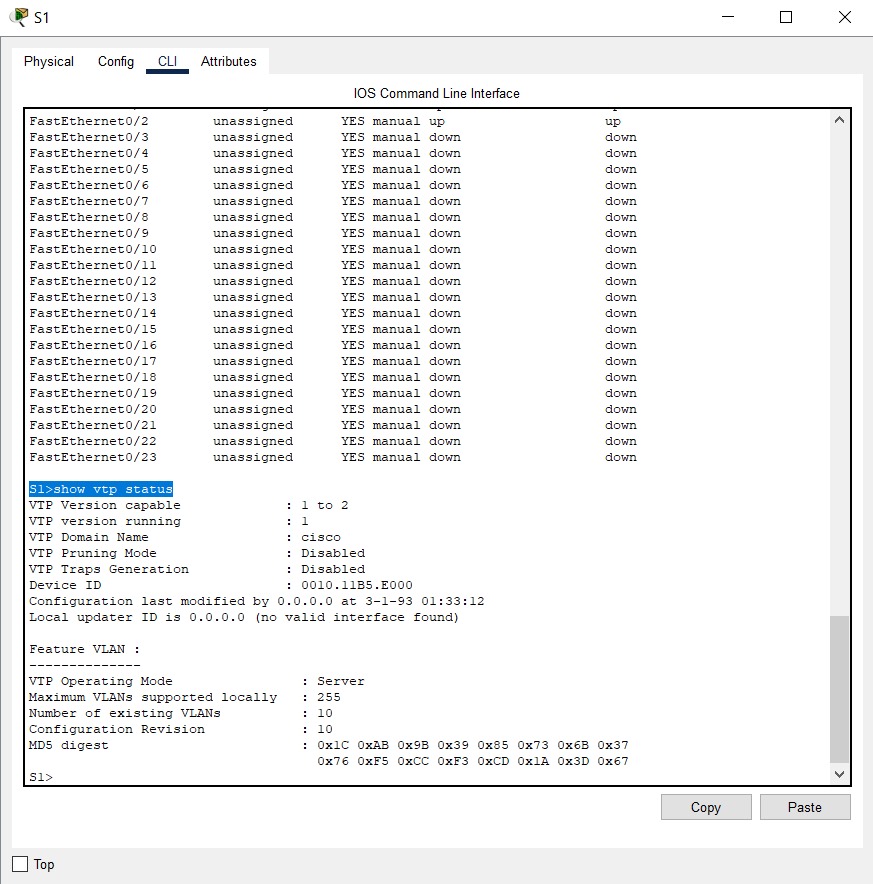 S1
Physical Config CLI Attributes
IOS Command Line Interface
FastEthernet0/2 unassigned YES manual up up
FastEthernet0/3 unassigned YES manual down down
FastEthernet0/4 unassigned YES manual down down
FastEthernet0/5 unassigned YES manual down down
FastEthernet0/6 unassigned YES manual down down
FastEthernet0/7 unassigned YES manual down down
FastEthernet0/8 unassigned YES manual down down
FastEthernet0/9 unassigned YES manual down down
FastEthernet0/10 unassigned YES manual down down
FastEthernet0/11 unassigned YES manual down down
FastEthernet0/12 unassigned YES manual down down
FastEthernet0/13 unassigned YES manual down down
FastEthernet0/14 unassigned YES manual down down
FastEthernet0/15 unassigned YES manual down down
FastEthernet0/16 unassigned YES manual down down
FastEthernet0/17 unassigned YES manual down down
FastEthernet0/18 unassigned YES manual down down
FastEthernet0/19 unassigned YES manual down down
FastEthernet0/20 unassigned YES manual down down
FastEthernet0/21 unassigned YES manual down down
FastEthernet0/22 unassigned YES manual down down
FastEthernet0/23 unassigned YES manual down down
S1>show vtp status
VTP Version capable : 1 to 2
VTP version running : 1
VTP Domain Name : cisco
VTP Pruning Mode : Disabled
VTP Traps Generation : Disabled
Device ID : 0010.11B5.E000
Configuration last modified by 0.0.0.0 at 3-1-93 01:33:12
Local updater ID is 0.0.0.0 (no valid interface found)
Feature VLAN :
--------------
VTP Operating Mode : Server
Maximum VLANs supported locally : 255
Number of existing VLANs : 10
Configuration Revision : 10
MD5 digest : 0x1C 0xAB 0x9B 0x39 0x85 0x73 0x6B 0x37
0x76 0xF5 0xCC 0xF3 0xCD 0x1A 0x3D 0x67
S1>
Copy Paste
Top